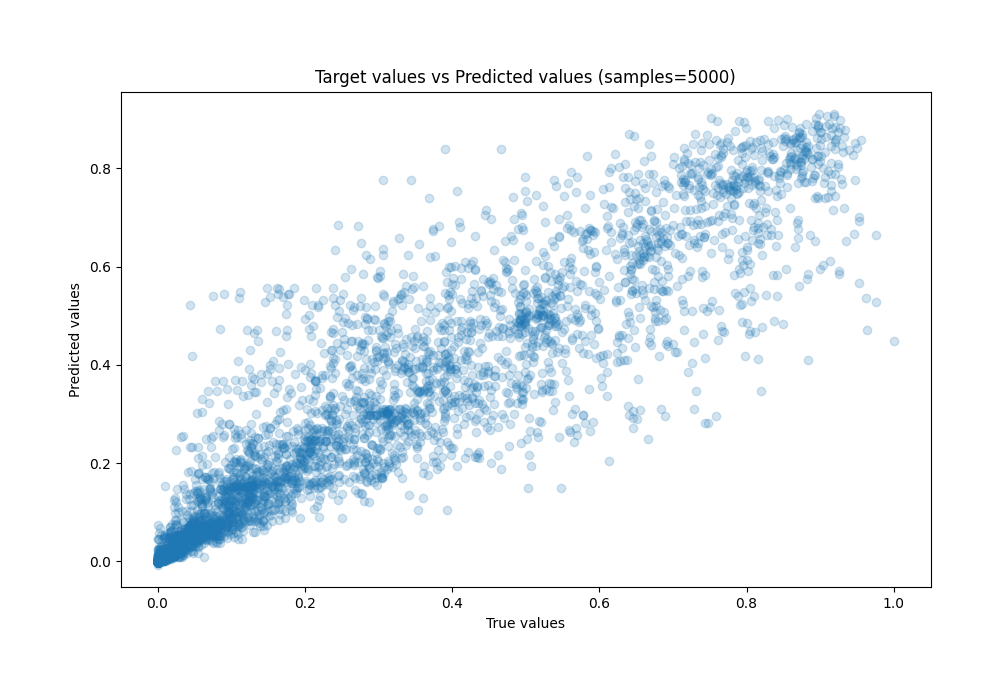 Target values vs Predicted values (samples=5000)
Predicted values
0.8
0.6
0.4
0.2
0.0
0.0 0.2 0.4 0.6 0.8 1.0
True values